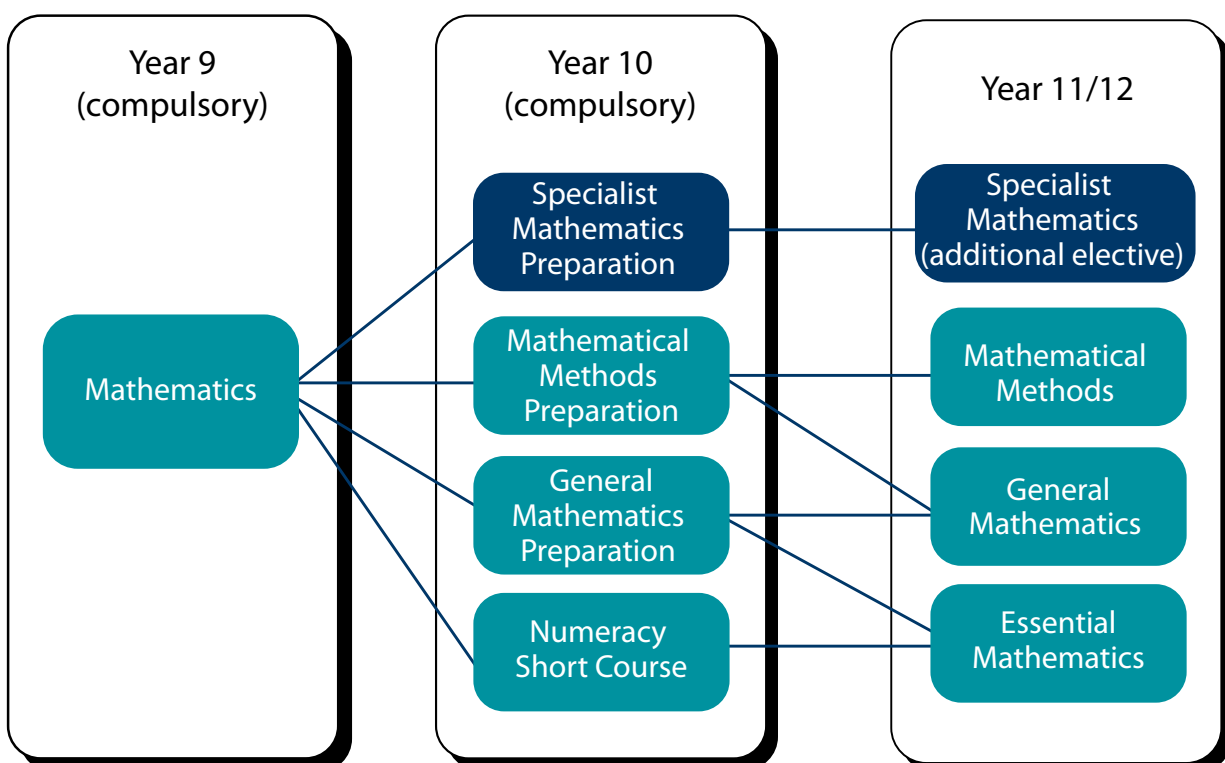 Year 9
(compulsory)
Mathematics
Year 10
(compulsory)
Specialist
Mathematics
Preparation
Mathematical
Methods
Preparation
General
Mathematics
Preparation
Numeracy
Short Course
Year 11/12
Specialist
Mathematics
(additional elective)
Mathematical
Methods
General
Mathematics
Essential
Mathematics